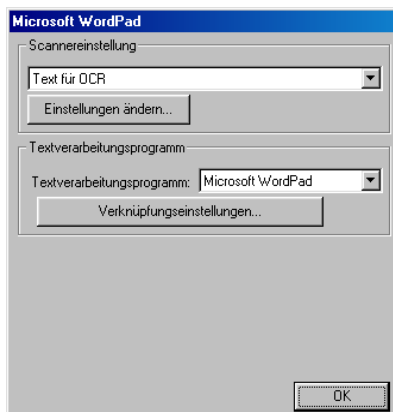 Microsoft WordPad
Scannereinstellung
Text für OCR
Einstellungen ändern...
Textverarbeitungsprogramm
Textverarbeitungsprogramm: Microsoft WordPad
Verknüpfungseinstellungen...
OK